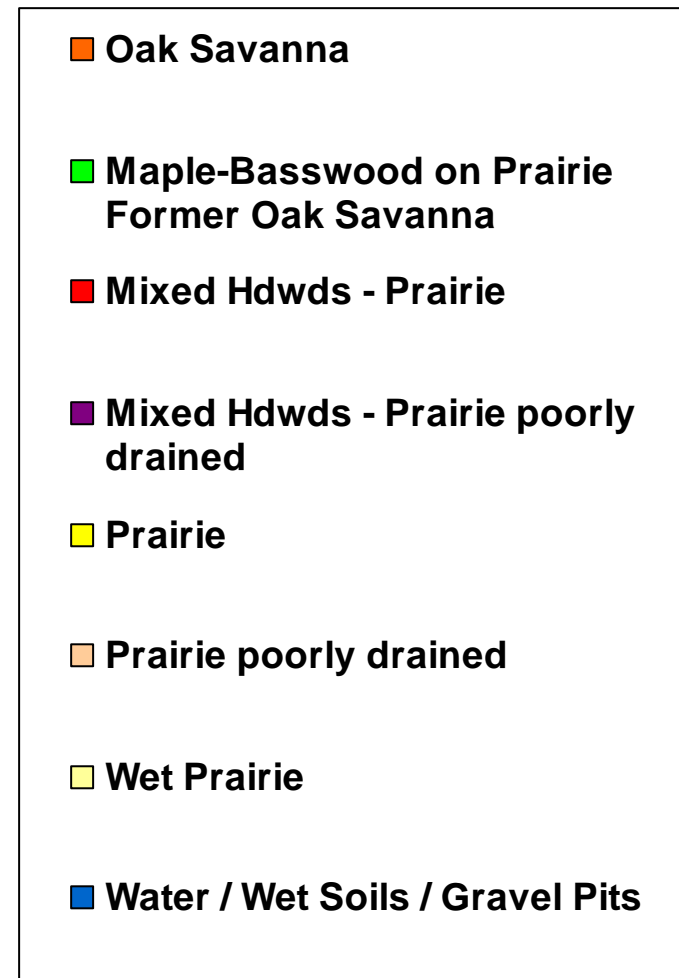 Oak Savanna
Maple-Basswood on Prairie
Former Oak Savanna
Mixed Hdwds - Prairie
Mixed Hdwds - Prairie poorly
drained
Prairie
Prairie poorly drained
Wet Prairie
Water / Wet Soils / Gravel Pits